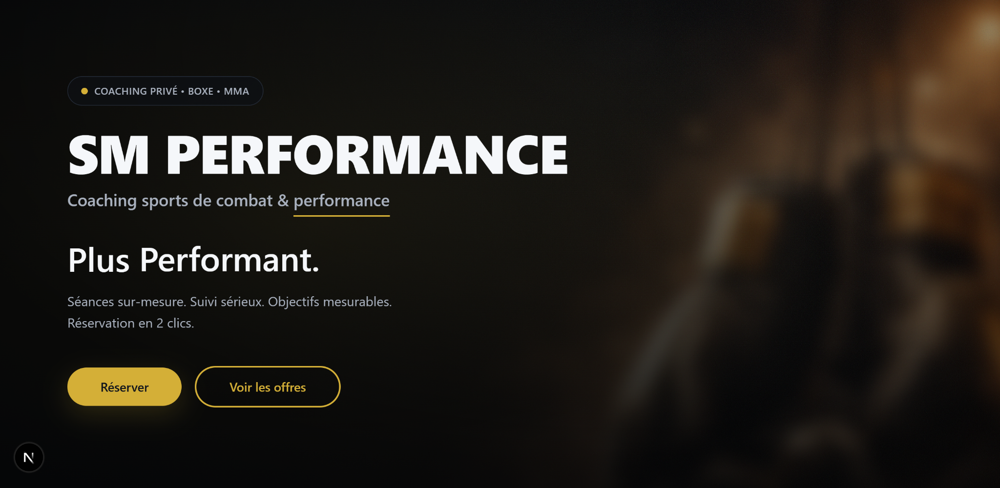 COACHING PRIVÉ • BOXE • MMA
SM PERFORMANCE
Coaching sports de combat & performance
Plus Performant.
Séances sur-mesure. Suivi sérieux. Objectifs mesurables.
Réservation en 2 clics.
Réserver
Voir les offres
N